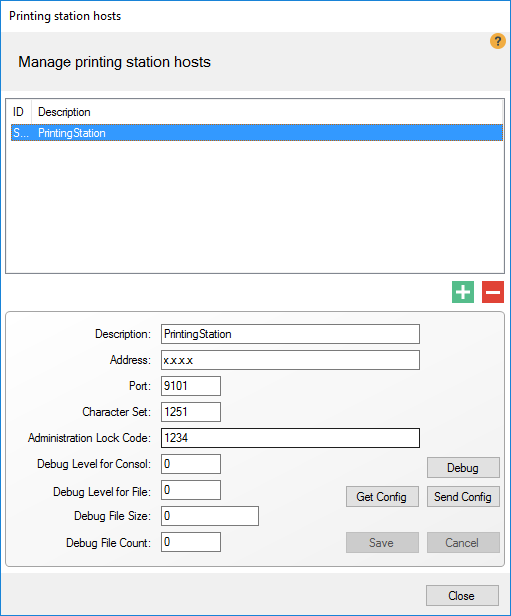 Printing station hosts
?
Manage printing station hosts
ID Description
S... PrintingStation
Description: PrintingStation
Address: x.x.x.x
Port: 9101
Character Set: 1251
Administration Lock Code: 1234
Debug Level for Consol: 0
Debug
Debug Level for File: 0
Get Config Send Config
Debug File Size: 0
Debug File Count: 0
Save Cancel
Close